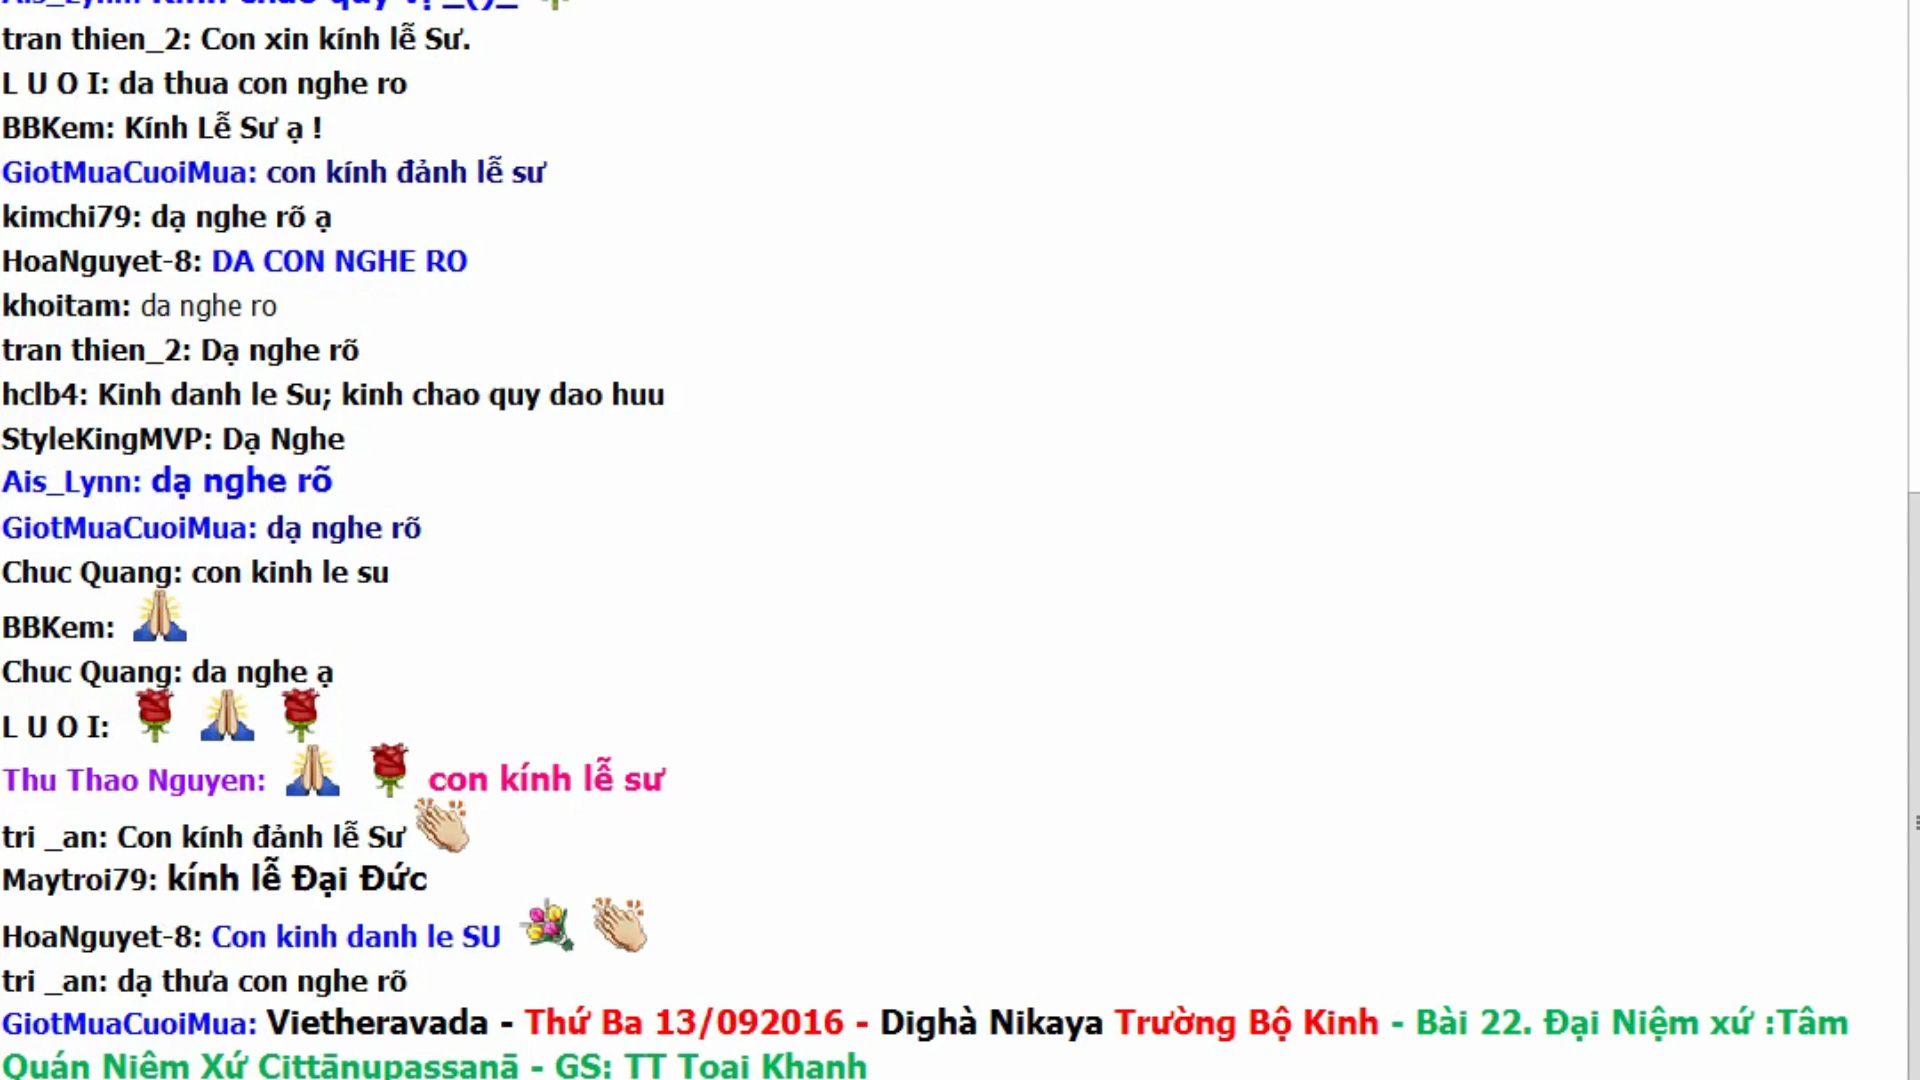 Ais_Lynn: Kính chào quý vị _()_
tran thien_2: Con xin kính lễ Sư.
L U O I: da thua con nghe ro
BBKem: Kính Lễ Sư ạ !
GiotMuaCuoiMua: con kính đảnh lễ sư
kimchi79: dạ nghe rõ ạ
HoaNguyet-8: DA CON NGHE RO
khoitam: da nghe ro
tran thien_2: Dạ nghe rõ
hclb4: Kinh danh le Su; kinh chao quy dao huu
StyleKingMVP: Dạ Nghe
Ais_Lynn: dạ nghe rõ
GiotMuaCuoiMua: dạ nghe rõ
Chuc Quang: con kinh le su
BBKem:
Chuc Quang: da nghe ạ
L U O I:
Thu Thao Nguyen: con kính lễ sư
tri _an: Con kính đảnh lễ Sư
Maytroi79: kính lễ Đại Đức
HoaNguyet-8: Con kinh danh le SU
tri _an: dạ thưa con nghe rõ
GiotMuaCuoiMua: Vietheravada - Thứ Ba 13/092016 - Dighà Nikaya Trường Bộ Kinh - Bài 22. Đại Niệm xứ :Tâm
Quán Niệm Xứ Cittānupassanā - GS: TT Toại Khanh